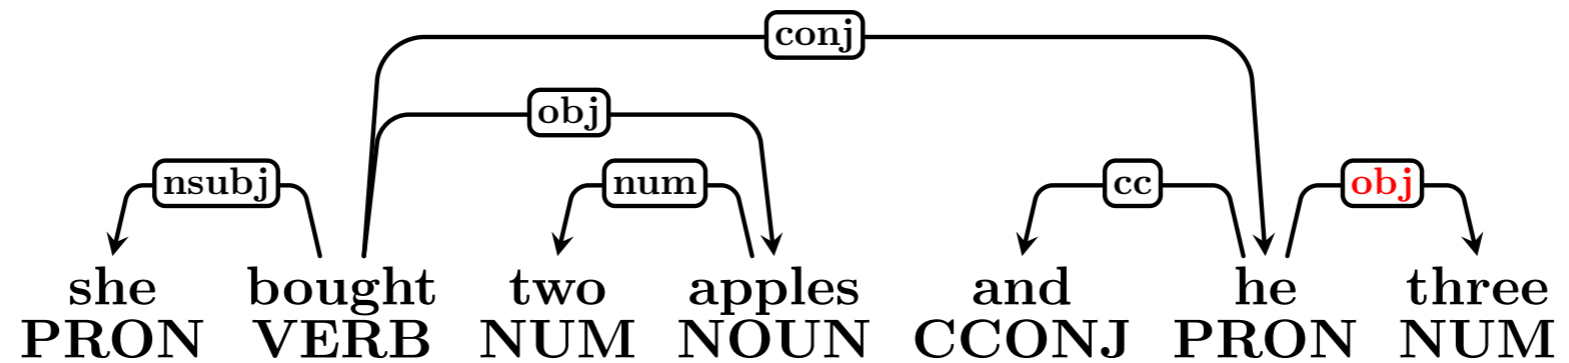 conj
obj
nsubj num cc obj
she bought two apples and he three
PRON VERB NUM NOUN CCONJ PRON NUM